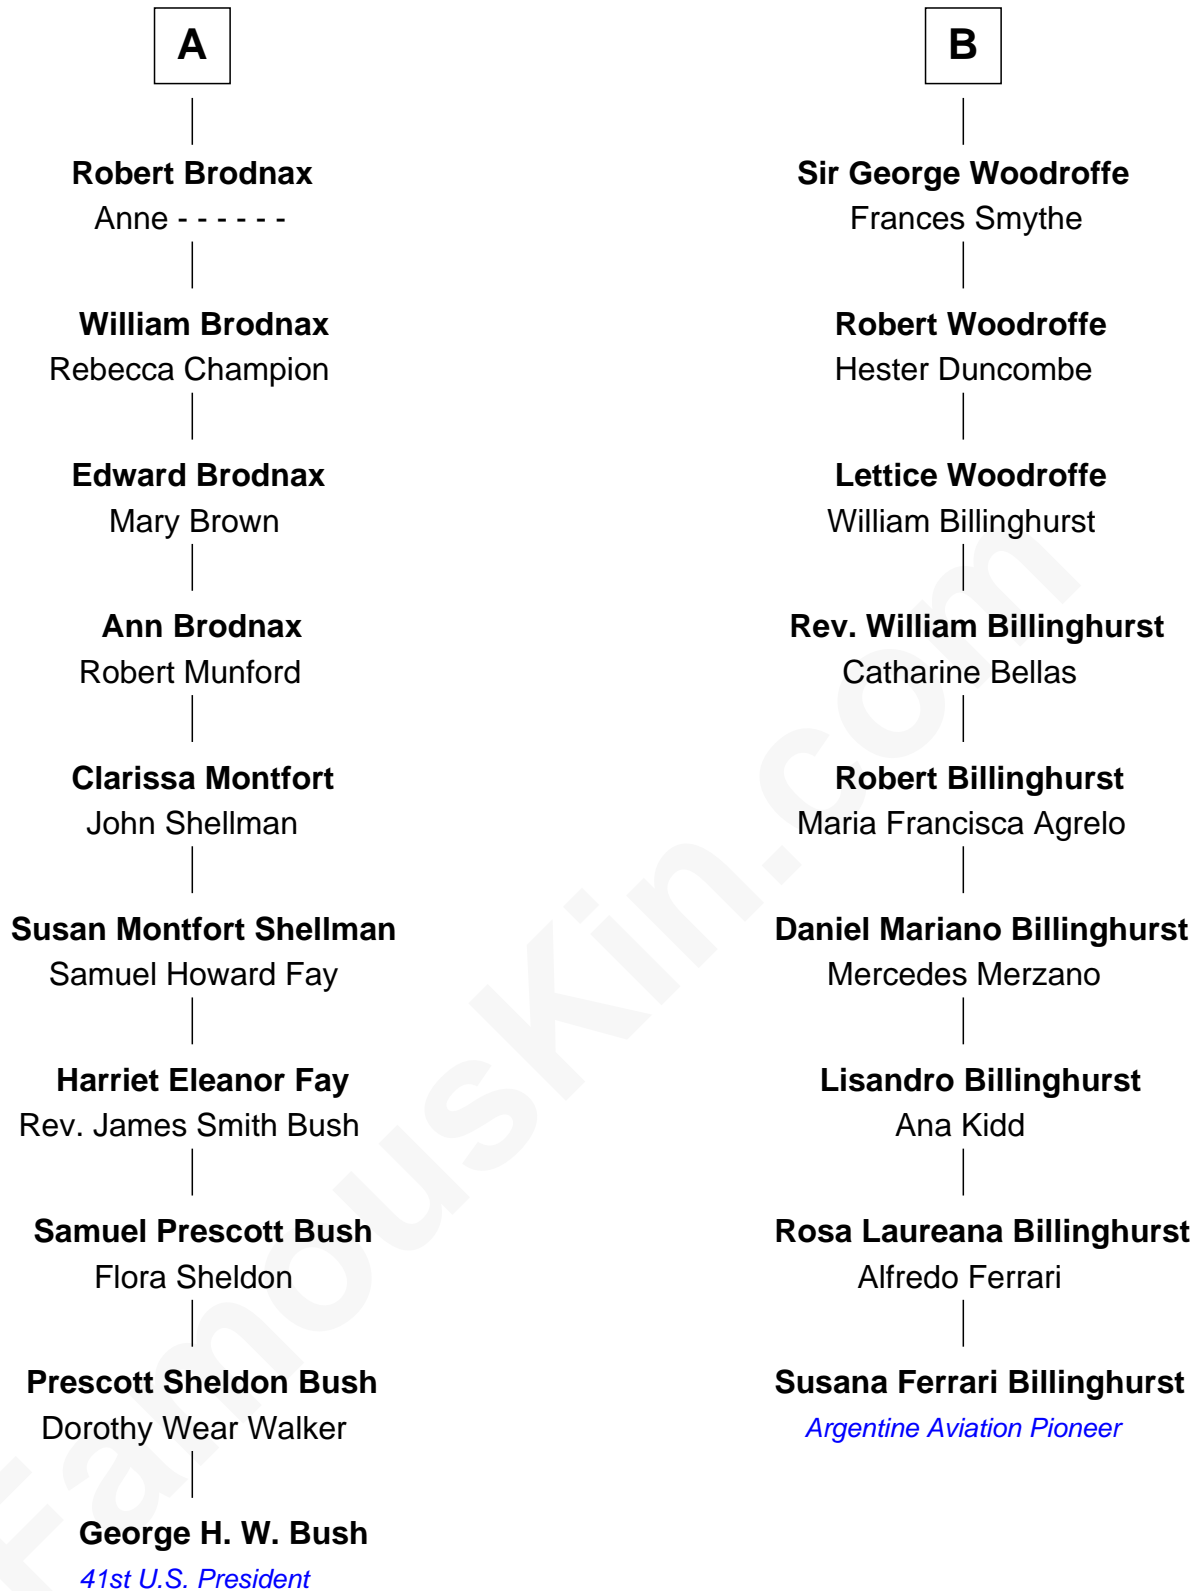 A
Robert Brodnax
Anne - - - - - -
William Brodnax
Rebecca Champion
Edward Brodnax
Mary Brown
Ann Brodnax
Robert Munford
Clarissa Montfort
John Shellman
Susan Montfort Shellman
Samuel Howard Fay
Harriet Eleanor Fay
Rev. James Smith Bush
Samuel Prescott Bush
Flora Sheldon
Prescott Sheldon Bush
Dorothy Wear Walker
George H. W. Bush
41st U.S. President
B
Sir George Woodroffe
Frances Smythe
Robert Woodroffe
Hester Duncombe
Lettice Woodroffe
William Billinghurst
Rev. William Billinghurst
Catharine Bellas
Robert Billinghurst
Maria Francisca Agrelo
Daniel Mariano Billinghurst
Mercedes Merzano
Lisandro Billinghurst
Ana Kidd
Rosa Laureana Billinghurst
Alfredo Ferrari
Susana Ferrari Billinghurst
Argentine Aviation Pioneer
FamousKin.com